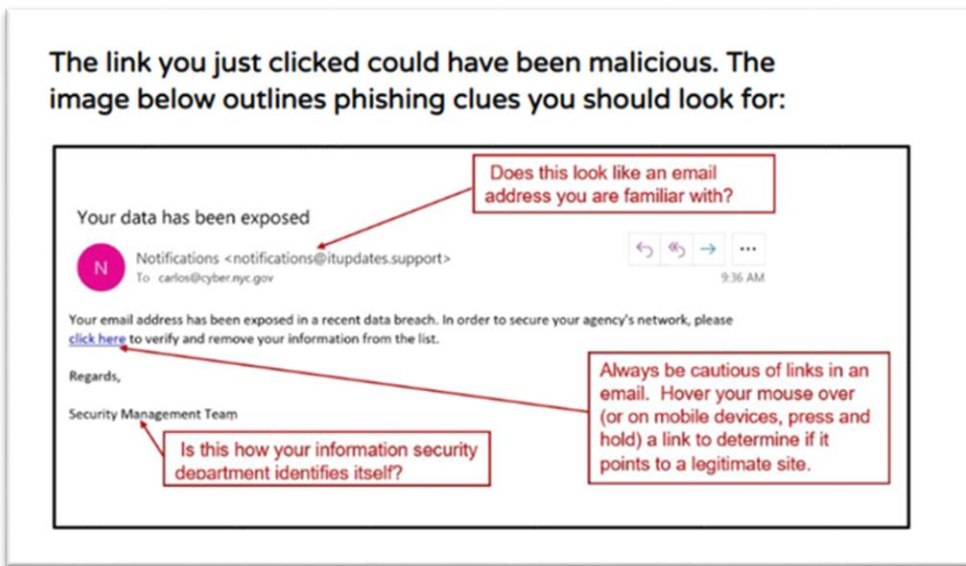 The link you just clicked could have been malicious. The
image below outlines phishing clues you should look for:
Does this look like an email
address you are familiar with?
Your data has been exposed
N
Notifications <notifications@itupdates.support>
To carlos@cyber.nyc.gov
9:36 AM
Your email address has been exposed in a recent data breach. In order to secure your agency's network, please
click here to verify and remove your information from the list.
Regards,
Security Management Team
Always be cautious of links in an
email. Hover your mouse over
(or on mobile devices, press and
hold) a link to determine if it
points to a legitimate site.
Is this how your information security
department identifies itself?